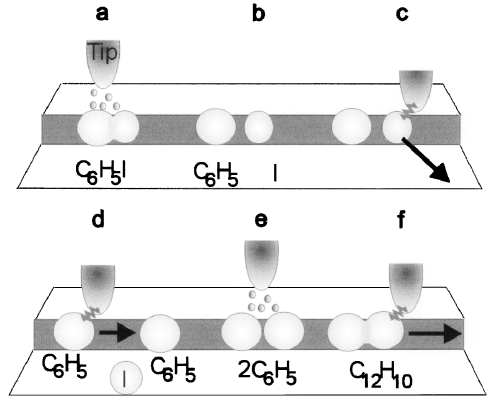 a b c
Tip
C₆H₅I C₆H₅ I
d e f
C₆H₅ I C₆H₅ 2C₆H₅ C₁₂H₁₀